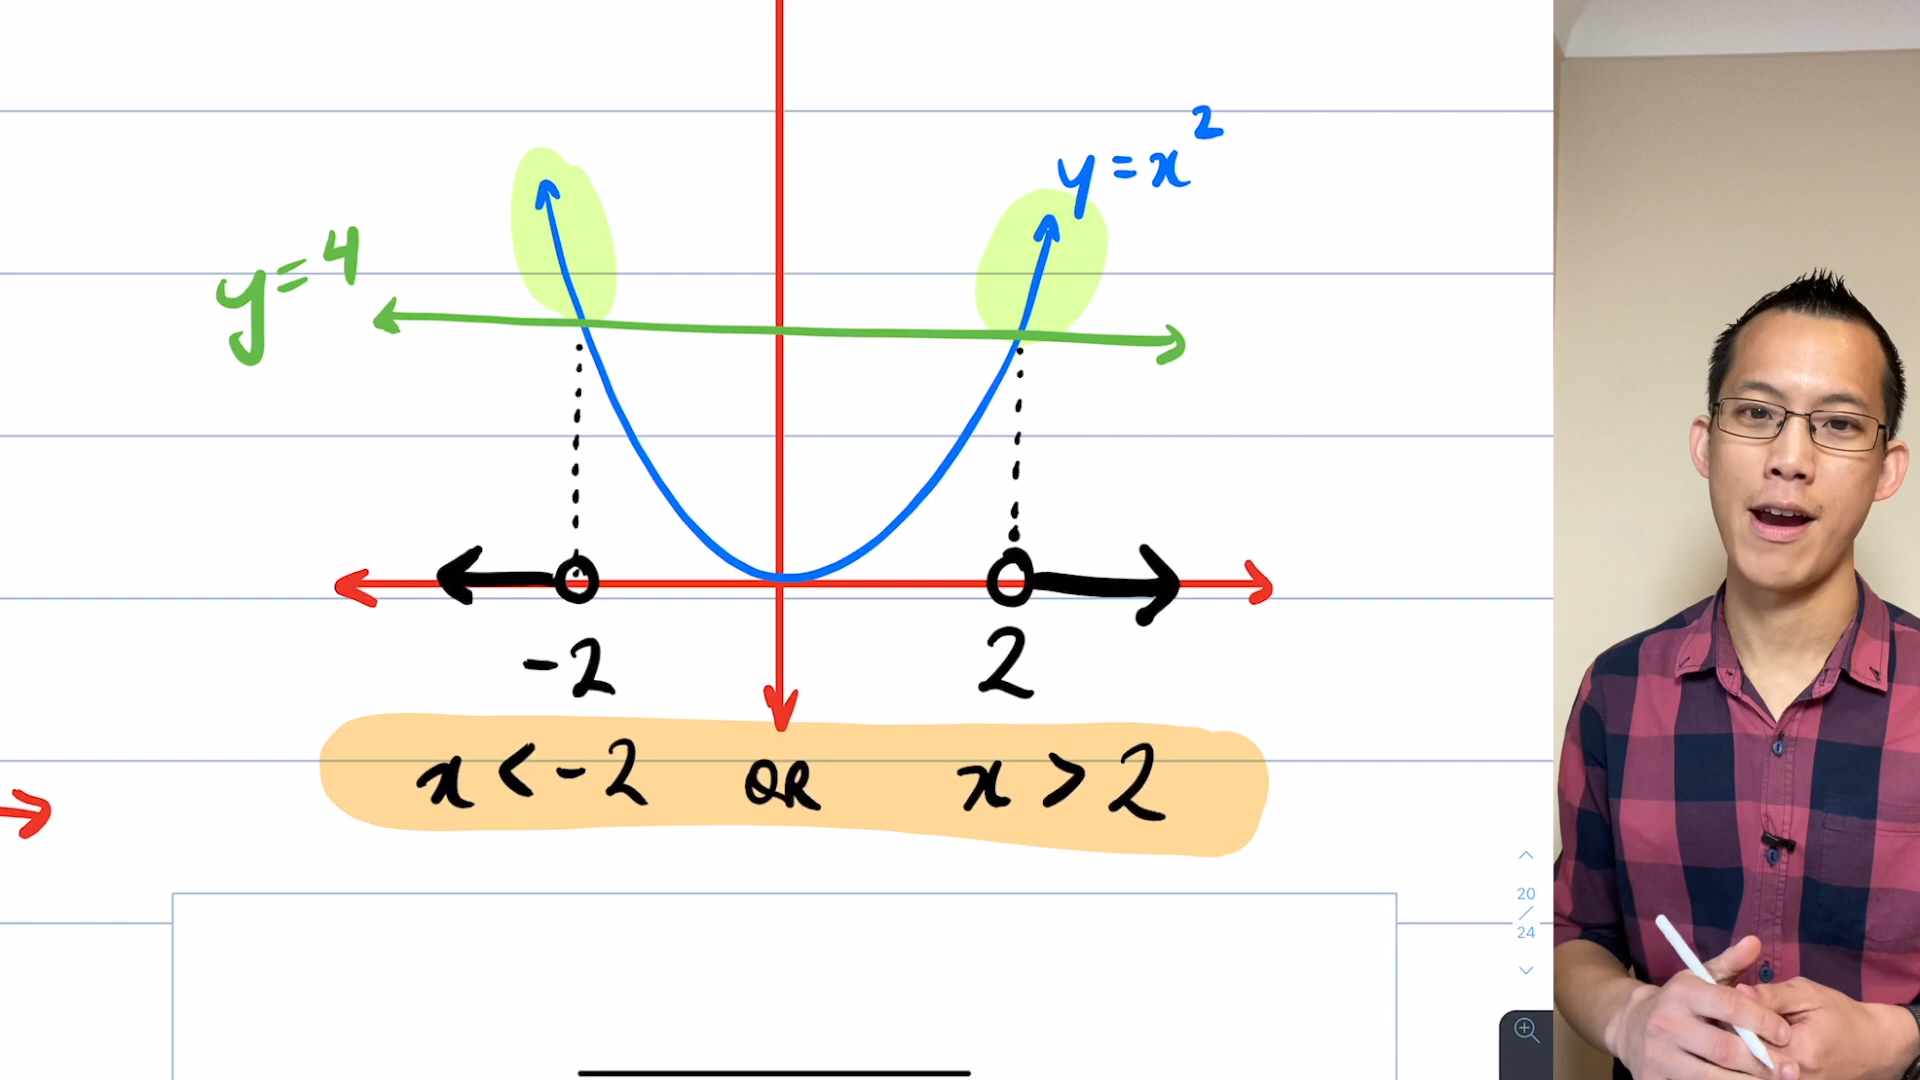 y = x²
y = 4
-2
2
x < -2 OR x > 2
20
/
24